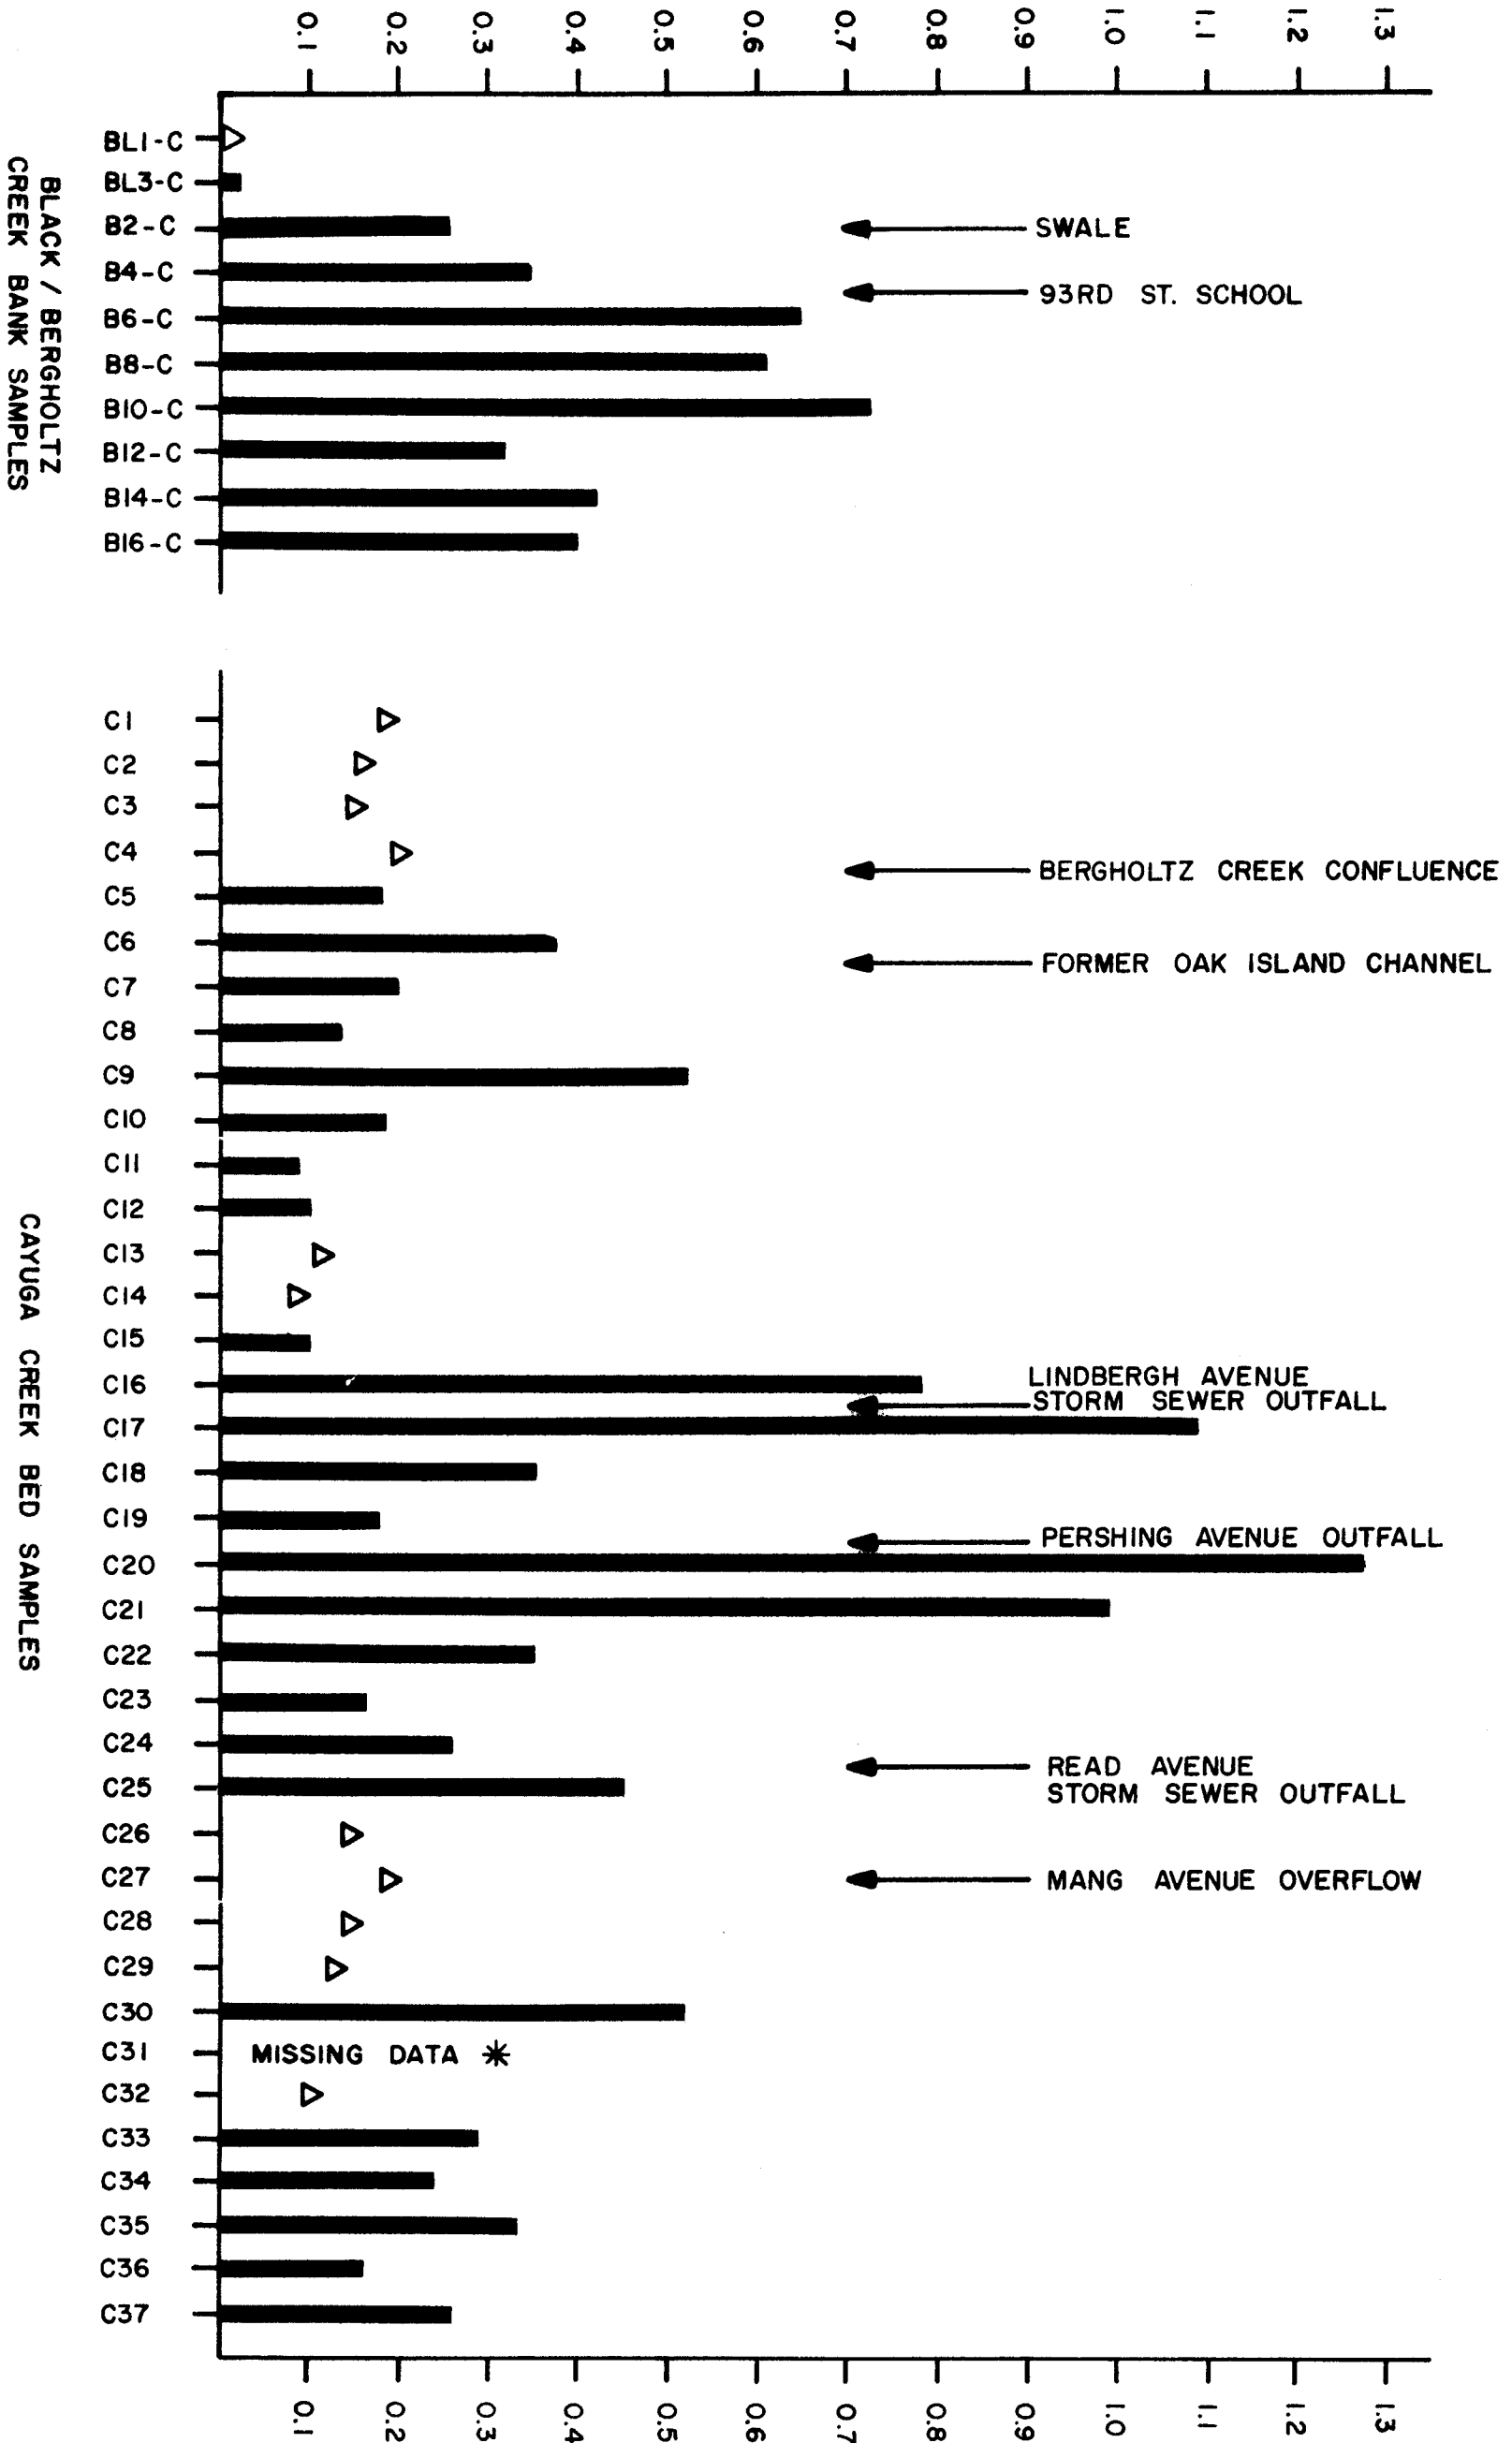 0.1 0.2 0.3 0.4 0.5 0.6 0.7 0.8 0.9 1.0 1.1 1.2 1.3
BLACK / BERGHOLTZ
CREEK BANK SAMPLES
BL1-C
BL3-C
B2-C
SWALE
B4-C
93RD ST. SCHOOL
B6-C
B8-C
B10-C
B12-C
B14-C
B16-C
CAYUGA CREEK BED SAMPLES
C1
C2
C3
C4
BERGHOLTZ CREEK CONFLUENCE
C5
C6
FORMER OAK ISLAND CHANNEL
C7
C8
C9
C10
C11
C12
C13
C14
C15
C16
LINDBERGH AVENUE
STORM SEWER OUTFALL
C17
C18
C19
PERSHING AVENUE OUTFALL
C20
C21
C22
C23
C24
READ AVENUE
STORM SEWER OUTFALL
C25
C26
C27
MANG AVENUE OVERFLOW
C28
C29
C30
C31
MISSING DATA *
C32
C33
C34
C35
C36
C37
0.1 0.2 0.3 0.4 0.5 0.6 0.7 0.8 0.9 1.0 1.1 1.2 1.3